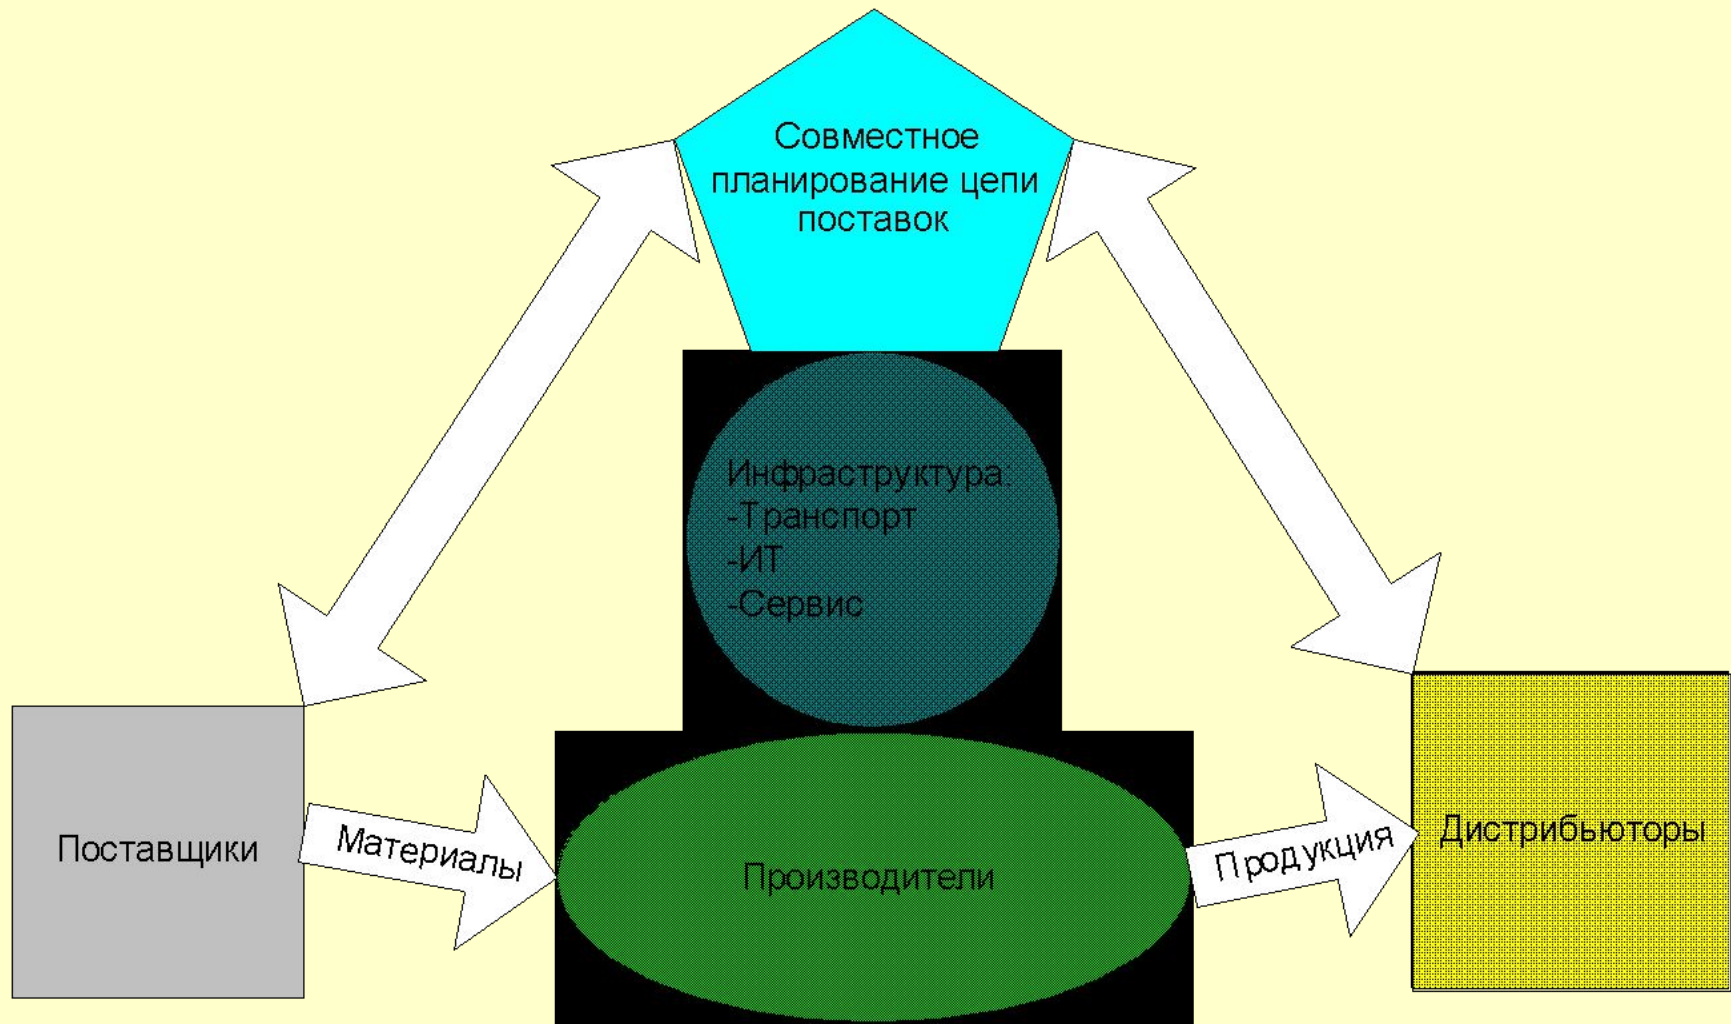 Совместное
планирование цепи
поставок
Инфраструктура:
-Транспорт
-ИТ
-Сервис
Поставщики
Материалы
Производители
Продукция
Дистрибьюторы